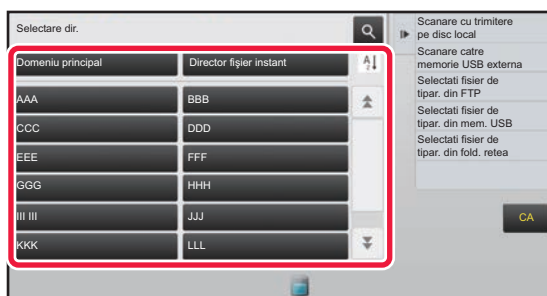 Selectare dir.
Domeniu principal
Director fișier instant
AAA
BBB
CCC
DDD
EEE
FFF
GGG
HHH
III III
JJJ
KKK
LLL
Scanare cu trimitere
pe disc local
Scanare catre
memorie USB externa
Selectati fisier de
tipar. din FTP
Selectati fisier de
tipar. din mem. USB
Selectati fisier de
tipar. din fold. retea
CA